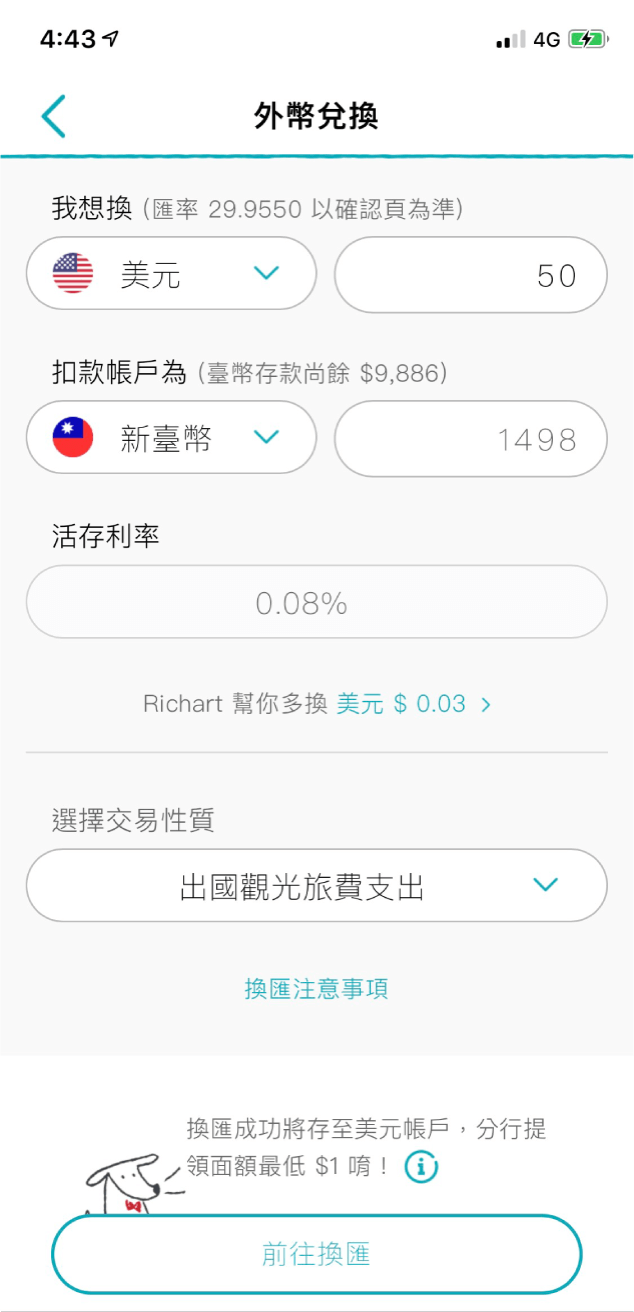 4:43
4G
外幣兌換
我想換 (匯率 29.9550 以確認頁為準)
美元
50
扣款帳戶為 (臺幣存款尚餘 $9,886)
新臺幣
1498
活存利率
0.08%
Richart 幫你多換 美元 $ 0.03 >
選擇交易性質
出國觀光旅費支出
換匯注意事項
換匯成功將存至美元帳戶，分行提
領面額最低 $1 唷！
前往換匯